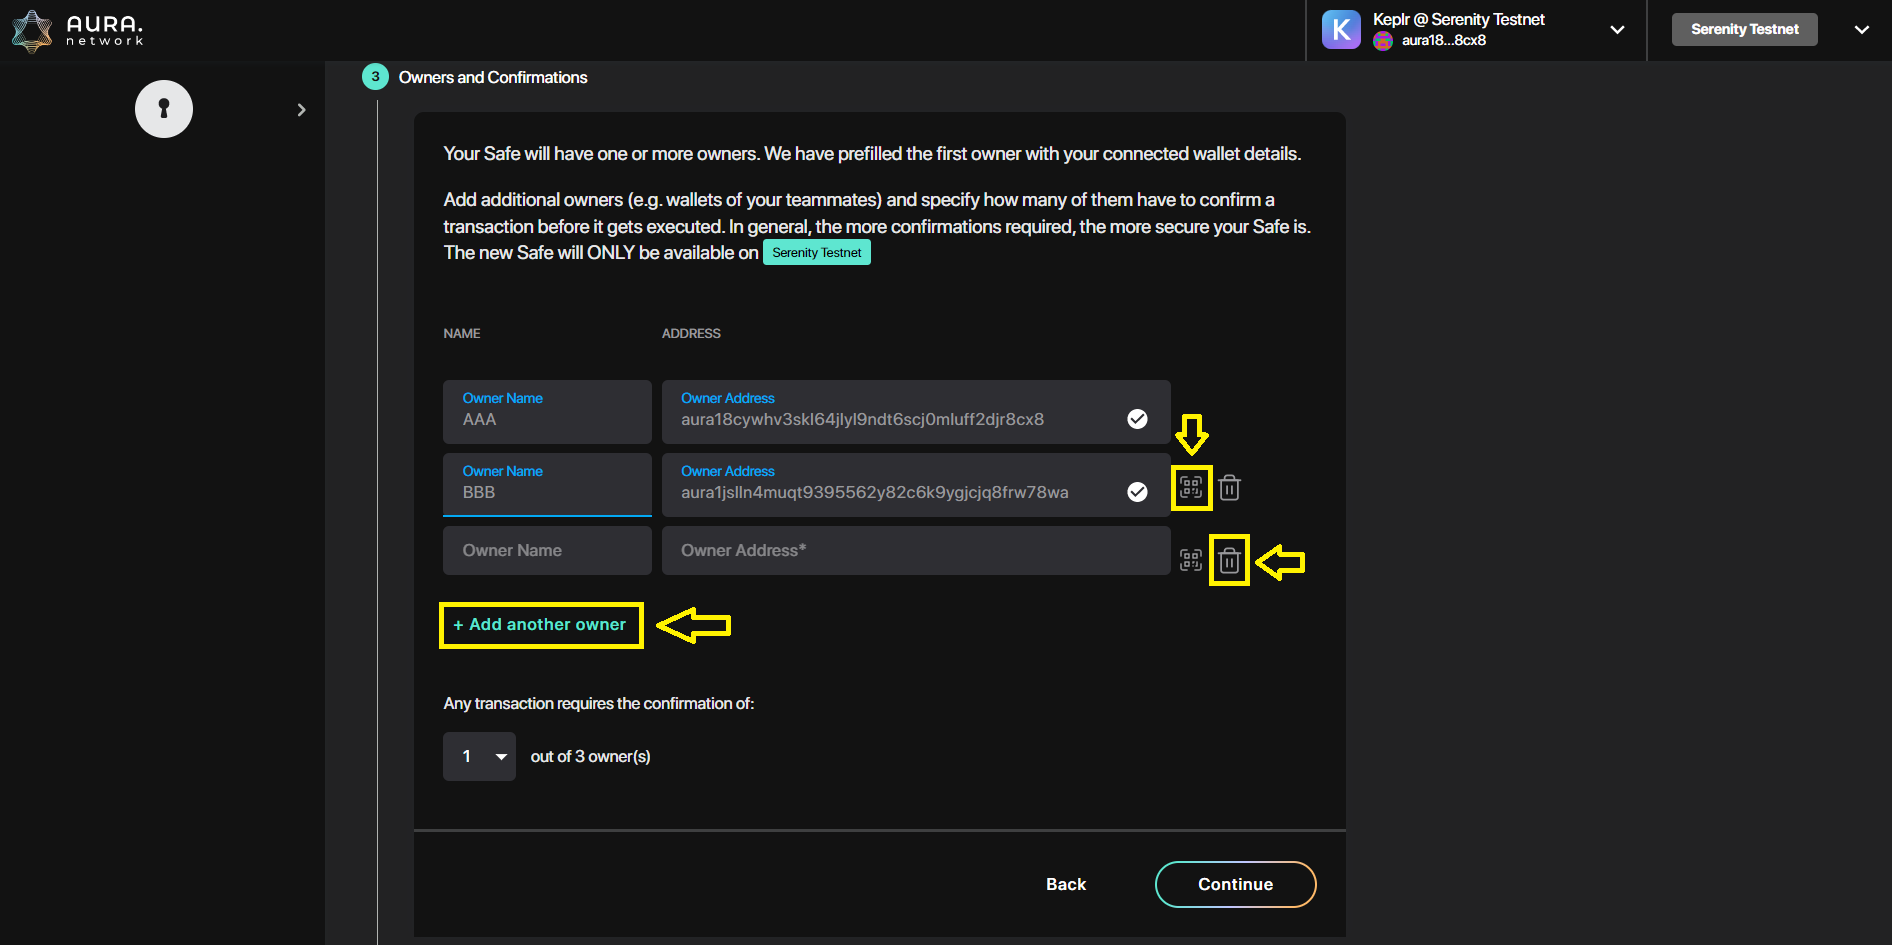 AURA.
network
K
Keplr @ Serenity Testnet
aura18...8cx8
Serenity Testnet
3 Owners and Confirmations
Your Safe will have one or more owners. We have prefilled the first owner with your connected wallet details.
Add additional owners (e.g. wallets of your teammates) and specify how many of them have to confirm a
transaction before it gets executed. In general, the more confirmations required, the more secure your Safe is.
The new Safe will ONLY be available on Serenity Testnet
NAME ADDRESS
Owner Name Owner Address
AAA aura18cywhv3skl64jlyl9ndt6scj0mluff2djr8cx8
Owner Name Owner Address
BBB aura1jslln4muqt9395562y82c6k9ygjcjq8frw78wa
Owner Name Owner Address*
+ Add another owner
Any transaction requires the confirmation of:
1 out of 3 owner(s)
Back Continue